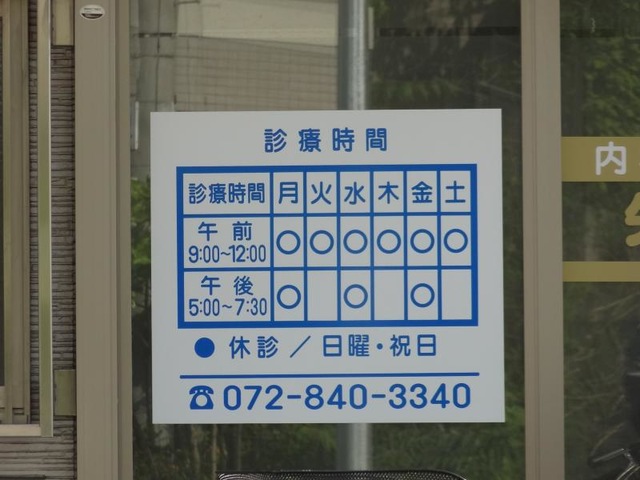 診療時間
診療時間 月 火 水 木 金 土
午前 9:00~12:00 ○ ○ ○ ○ ○ ○
午後 5:00~7:30 ○ ○ ○
● 休診 / 日曜・祝日
☎072-840-3340
内